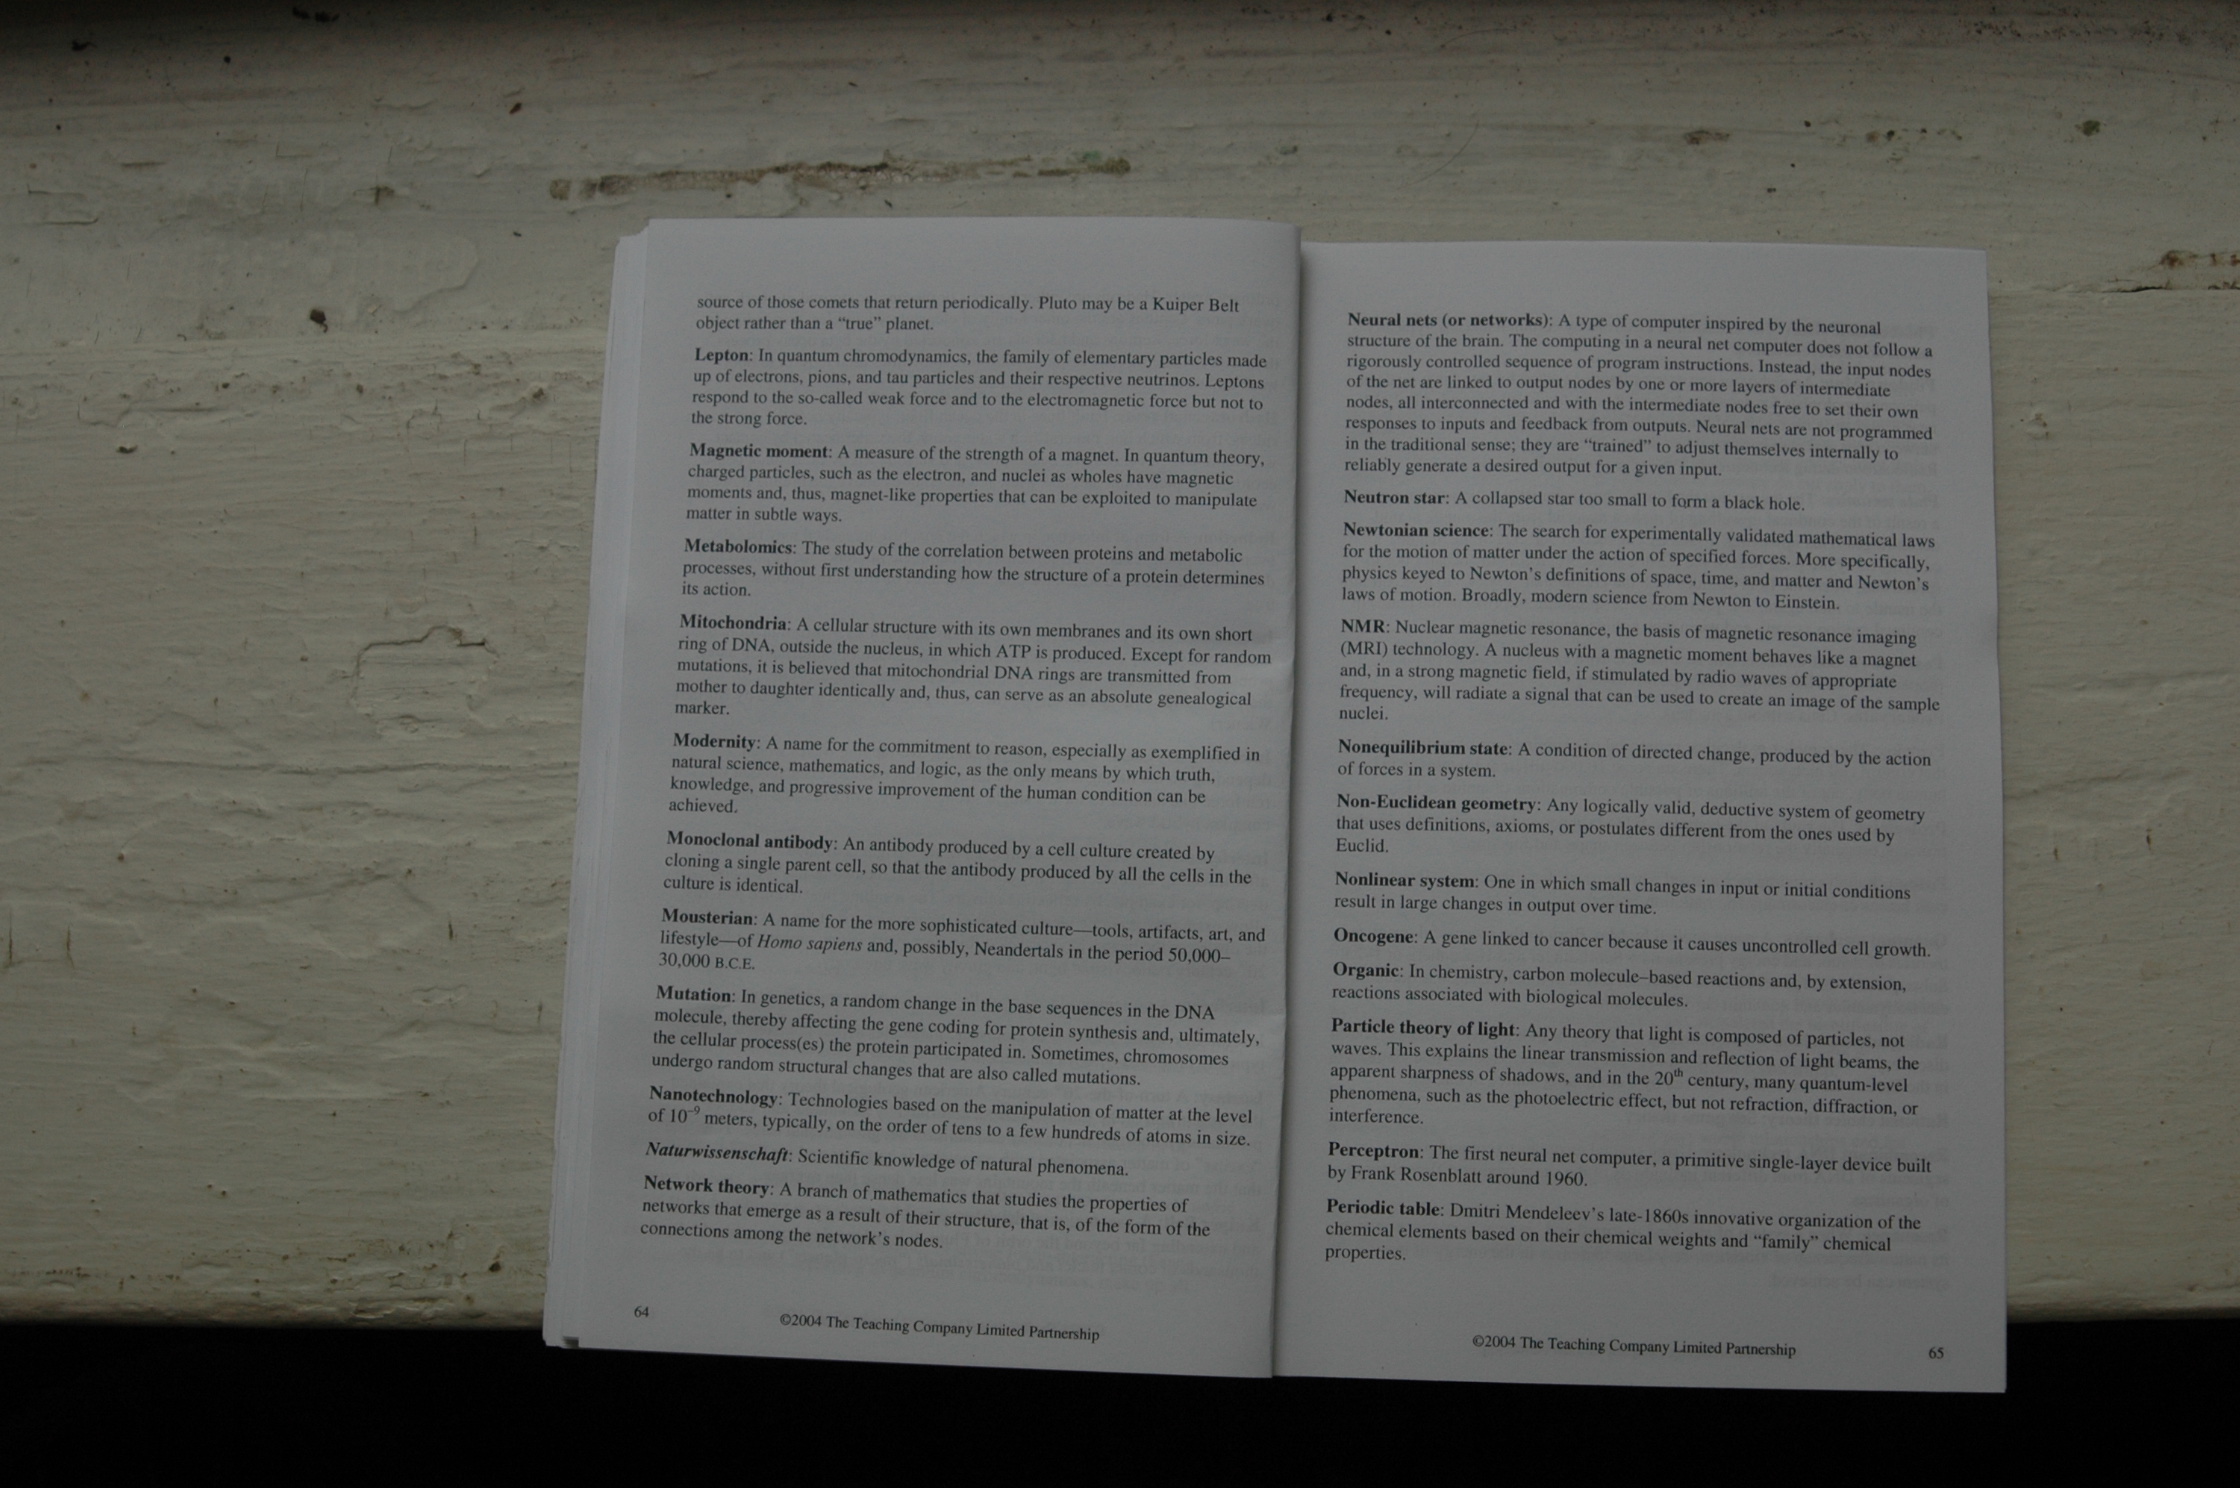 source of those comets that return periodically. Pluto may be a Kuiper Belt
object rather than a “true” planet.
Lepton: In quantum chromodynamics, the family of elementary particles made
up of electrons, pions, and tau particles and their respective neutrinos. Leptons
respond to the so-called weak force and to the electromagnetic force but not to
the strong force.
Magnetic moment: A measure of the strength of a magnet. In quantum theory,
charged particles, such as the electron, and nuclei as wholes have magnetic
moments and, thus, magnet-like properties that can be exploited to manipulate
matter in subtle ways.
Metabolomics: The study of the correlation between proteins and metabolic
processes, without first understanding how the structure of a protein determines
its action.
Mitochondria: A cellular structure with its own membranes and its own short
ring of DNA, outside the nucleus, in which ATP is produced. Except for random
mutations, it is believed that mitochondrial DNA rings are transmitted from
mother to daughter identically and, thus, can serve as an absolute genealogical
marker.
Modernity: A name for the commitment to reason, especially as exemplified in
natural science, mathematics, and logic, as the only means by which truth,
knowledge, and progressive improvement of the human condition can be
achieved.
Monoclonal antibody: An antibody produced by a cell culture created by
cloning a single parent cell, so that the antibody produced by all the cells in the
culture is identical.
Mousterian: A name for the more sophisticated culture—tools, artifacts, art, and
lifestyle—of Homo sapiens and, possibly, Neandertals in the period 50,000–
30,000 B.C.E.
Mutation: In genetics, a random change in the base sequences in the DNA
molecule, thereby affecting the gene coding for protein synthesis and, ultimately,
the cellular process(es) the protein participated in. Sometimes, chromosomes
undergo random structural changes that are also called mutations.
Nanotechnology: Technologies based on the manipulation of matter at the level
of 10⁻⁹ meters, typically, on the order of tens to a few hundreds of atoms in size.
Naturwissenschaft: Scientific knowledge of natural phenomena.
Network theory: A branch of mathematics that studies the properties of
networks that emerge as a result of their structure, that is, of the form of the
connections among the network’s nodes.
64
©2004 The Teaching Company Limited Partnership
Neural nets (or networks): A type of computer inspired by the neuronal
structure of the brain. The computing in a neural net computer does not follow a
rigorously controlled sequence of program instructions. Instead, the input nodes
of the net are linked to output nodes by one or more layers of intermediate
nodes, all interconnected and with the intermediate nodes free to set their own
responses to inputs and feedback from outputs. Neural nets are not programmed
in the traditional sense; they are “trained” to adjust themselves internally to
reliably generate a desired output for a given input.
Neutron star: A collapsed star too small to form a black hole.
Newtonian science: The search for experimentally validated mathematical laws
for the motion of matter under the action of specified forces. More specifically,
physics keyed to Newton’s definitions of space, time, and matter and Newton’s
laws of motion. Broadly, modern science from Newton to Einstein.
NMR: Nuclear magnetic resonance, the basis of magnetic resonance imaging
(MRI) technology. A nucleus with a magnetic moment behaves like a magnet
and, in a strong magnetic field, if stimulated by radio waves of appropriate
frequency, will radiate a signal that can be used to create an image of the sample
nuclei.
Nonequilibrium state: A condition of directed change, produced by the action
of forces in a system.
Non-Euclidean geometry: Any logically valid, deductive system of geometry
that uses definitions, axioms, or postulates different from the ones used by
Euclid.
Nonlinear system: One in which small changes in input or initial conditions
result in large changes in output over time.
Oncogene: A gene linked to cancer because it causes uncontrolled cell growth.
Organic: In chemistry, carbon molecule–based reactions and, by extension,
reactions associated with biological molecules.
Particle theory of light: Any theory that light is composed of particles, not
waves. This explains the linear transmission and reflection of light beams, the
apparent sharpness of shadows, and in the 20th century, many quantum-level
phenomena, such as the photoelectric effect, but not refraction, diffraction, or
interference.
Perceptron: The first neural net computer, a primitive single-layer device built
by Frank Rosenblatt around 1960.
Periodic table: Dmitri Mendeleev’s late-1860s innovative organization of the
chemical elements based on their chemical weights and “family” chemical
properties.
©2004 The Teaching Company Limited Partnership
65